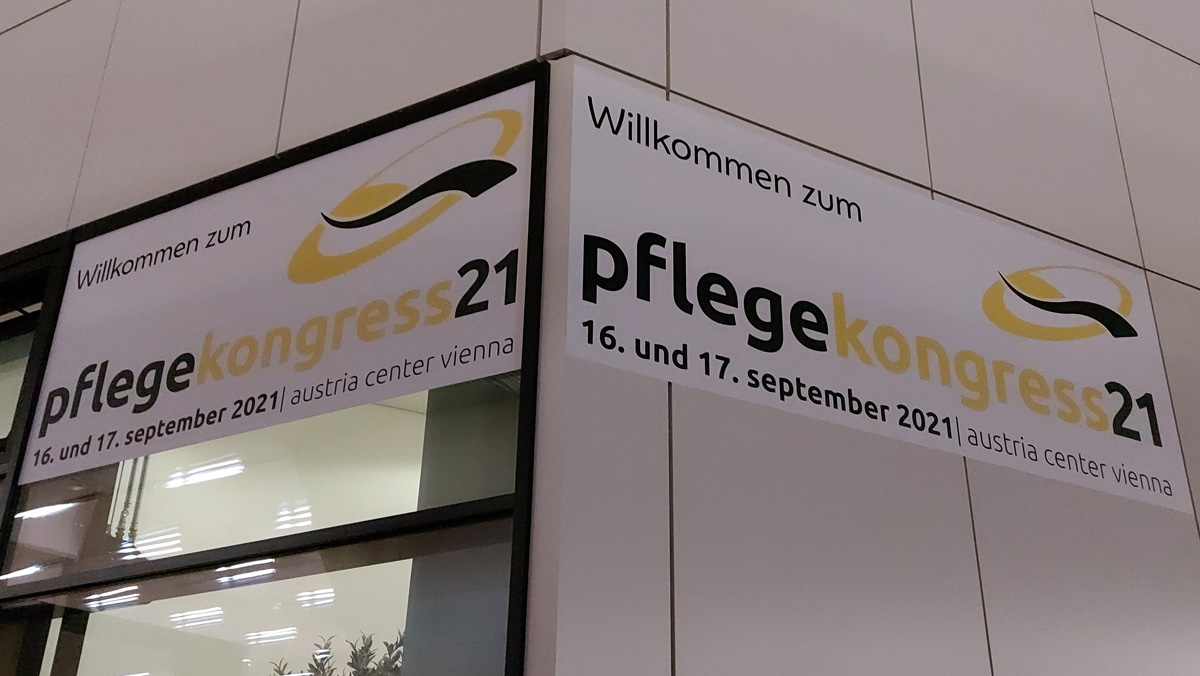 Willkommen zum
pflegekongress21
16. und 17. september 2021| austria center vienna
Willkommen zum
pflegekongress21
16. und 17. september 2021| austria center vienna